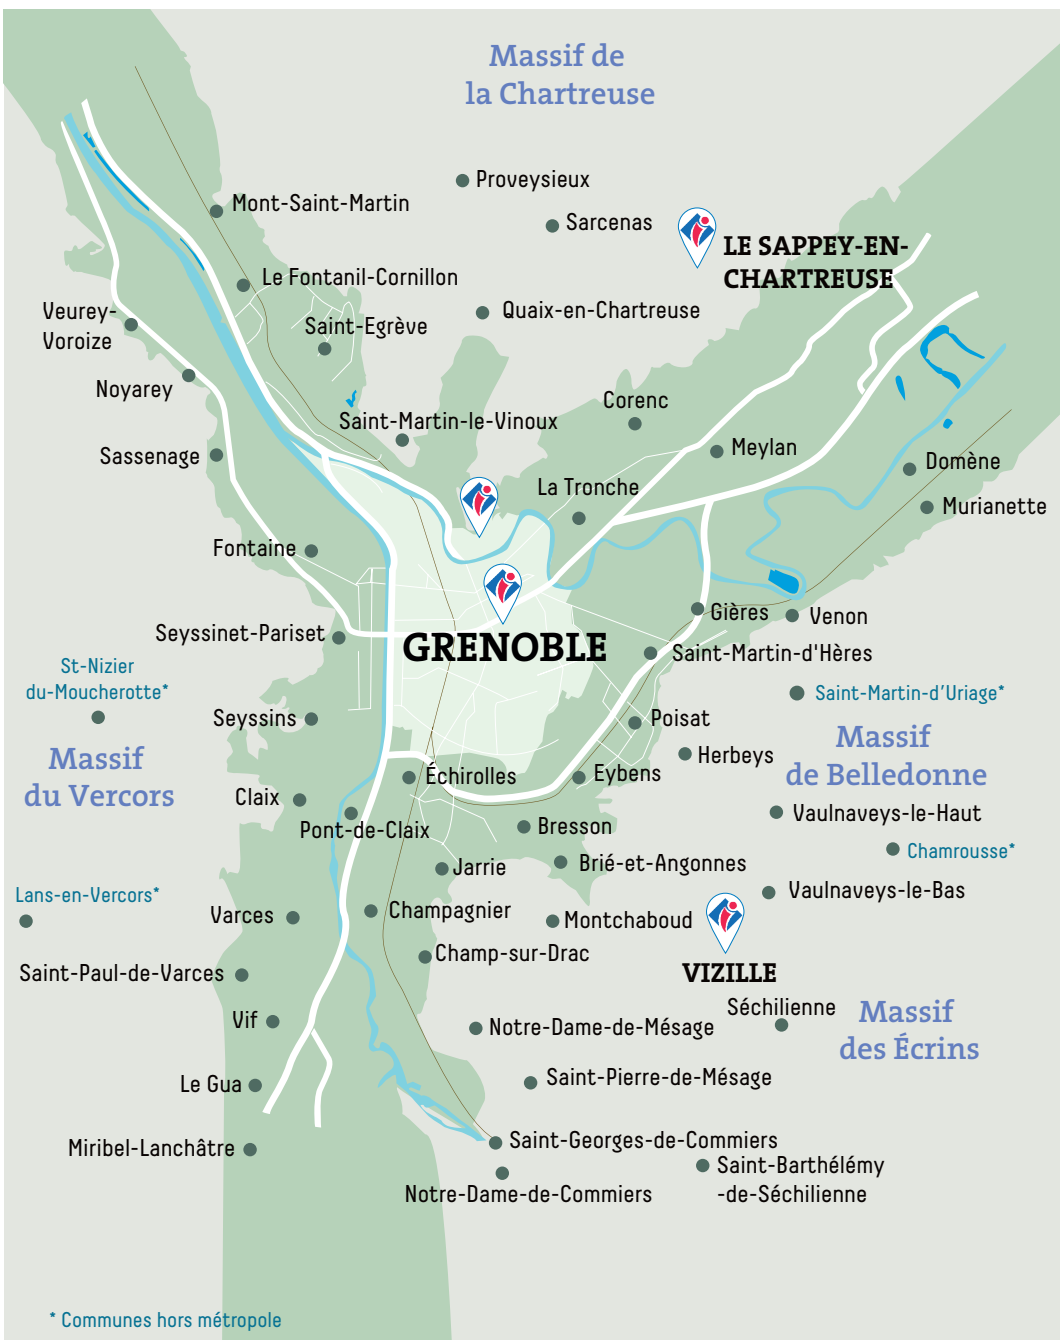 Massif de
la Chartreuse
Proveysieux
Mont-Saint-Martin
Sarcenas
LE SAPPEY-EN-
CHARTREUSE
Le Fontanil-Cornillon
Veurey-
Voroize
Quaix-en-Chartreuse
Saint-Egrève
Noyarey
Corenc
Saint-Martin-le-Vinoux
Meylan
Sassenage
Domène
La Tronche
Murianette
Fontaine
Gières
Venon
Seyssinet-Pariset
GRENOBLE
Saint-Martin-d'Hères
St-Nizier
du-Moucherotte*
Saint-Martin-d’Uriage*
Seyssins
Poisat
Massif
de Belledonne
Herbeys
Massif
du Vercors
Échirolles
Eybens
Claix
Vaulnaveys-le-Haut
Pont-de-Claix
Bresson
Chamrousse*
Jarrie
Brié-et-Angonnes
Lans-en-Vercors*
Vaulnaveys-le-Bas
Varces
Champagnier
Montchaboud
Champ-sur-Drac
Saint-Paul-de-Varces
VIZILLE
Séchilienne
Massif
des Écrins
Vif
Notre-Dame-de-Mésage
Le Gua
Saint-Pierre-de-Mésage
Miribel-Lanchâtre
Saint-Georges-de-Commiers
Saint-Barthélémy
-de-Séchilienne
Notre-Dame-de-Commiers
* Communes hors métropole